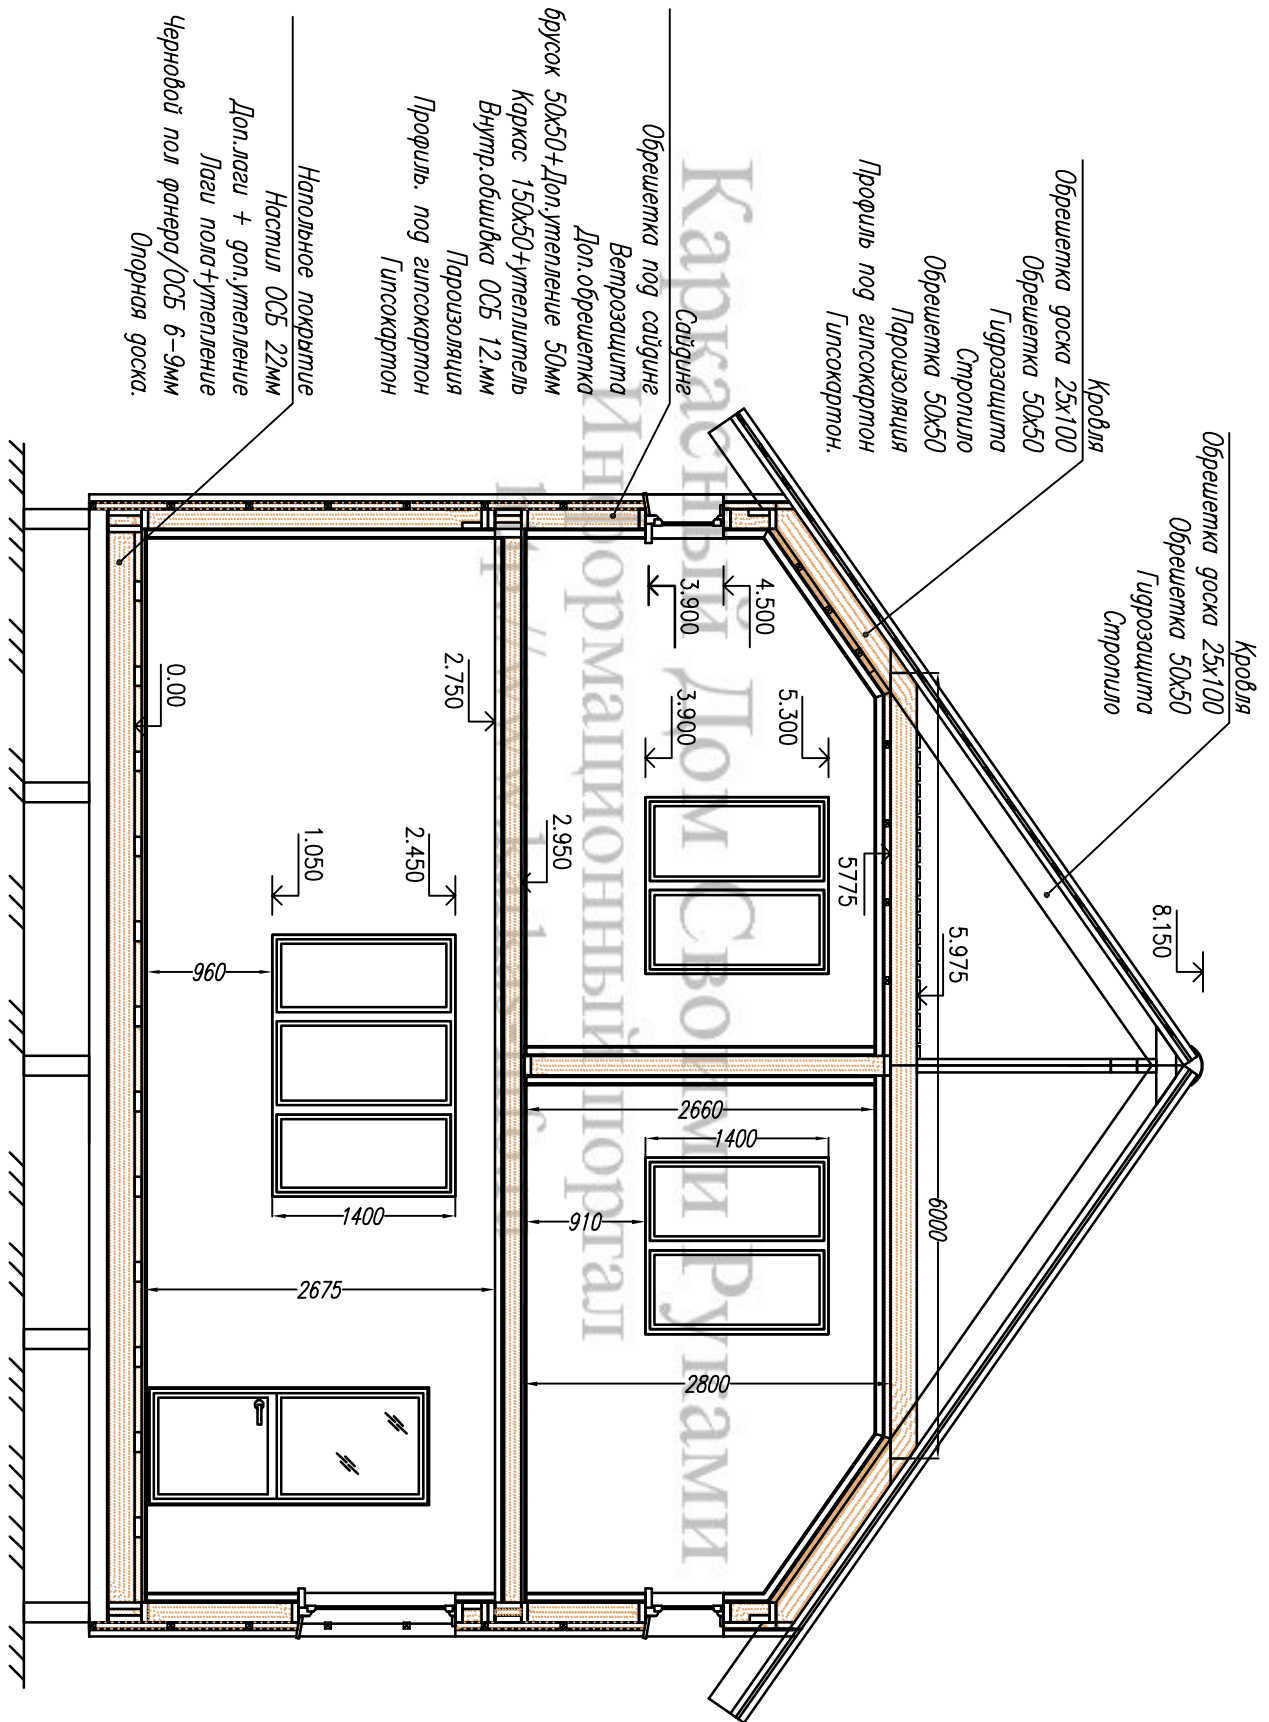 Кровля
Обрешетка доска 25х100
Обрешетка 50х50
Гидрозащита
Стропило
Кровля
Обрешетка доска 25х100
Обрешетка 50х50
Гидрозащита
Стропило
Обрешетка 50х50
Пароизоляция
Профиль под гипсокартон
Гипсокартон.
Сайдинг
Обрешетка под сайдинг
Ветрозащита
Доп.обрешетка
брусок 50х50+Доп.утепление 50мм
Каркас 150х50+утеплитель
Внутр.обшивка ОСБ 12.мм
Пароизоляция
Профиль. под гипсокартон
Гипсокартон
Напольное покрытие
Настил ОСБ 22мм
Доп.лаги + доп.утепление
Лаги пола+утепление
Черновой пол фанера/ОСБ 6-9мм
Опорная доска.
8.150
5.975
6000
5775
5.300
3.900
4.500
3.900
2660
1400
910
2800
2.950
2.750
2.450
1.050
960
1400
2675
0.00
Каркасный Дом Своими Руками
Информационный портал